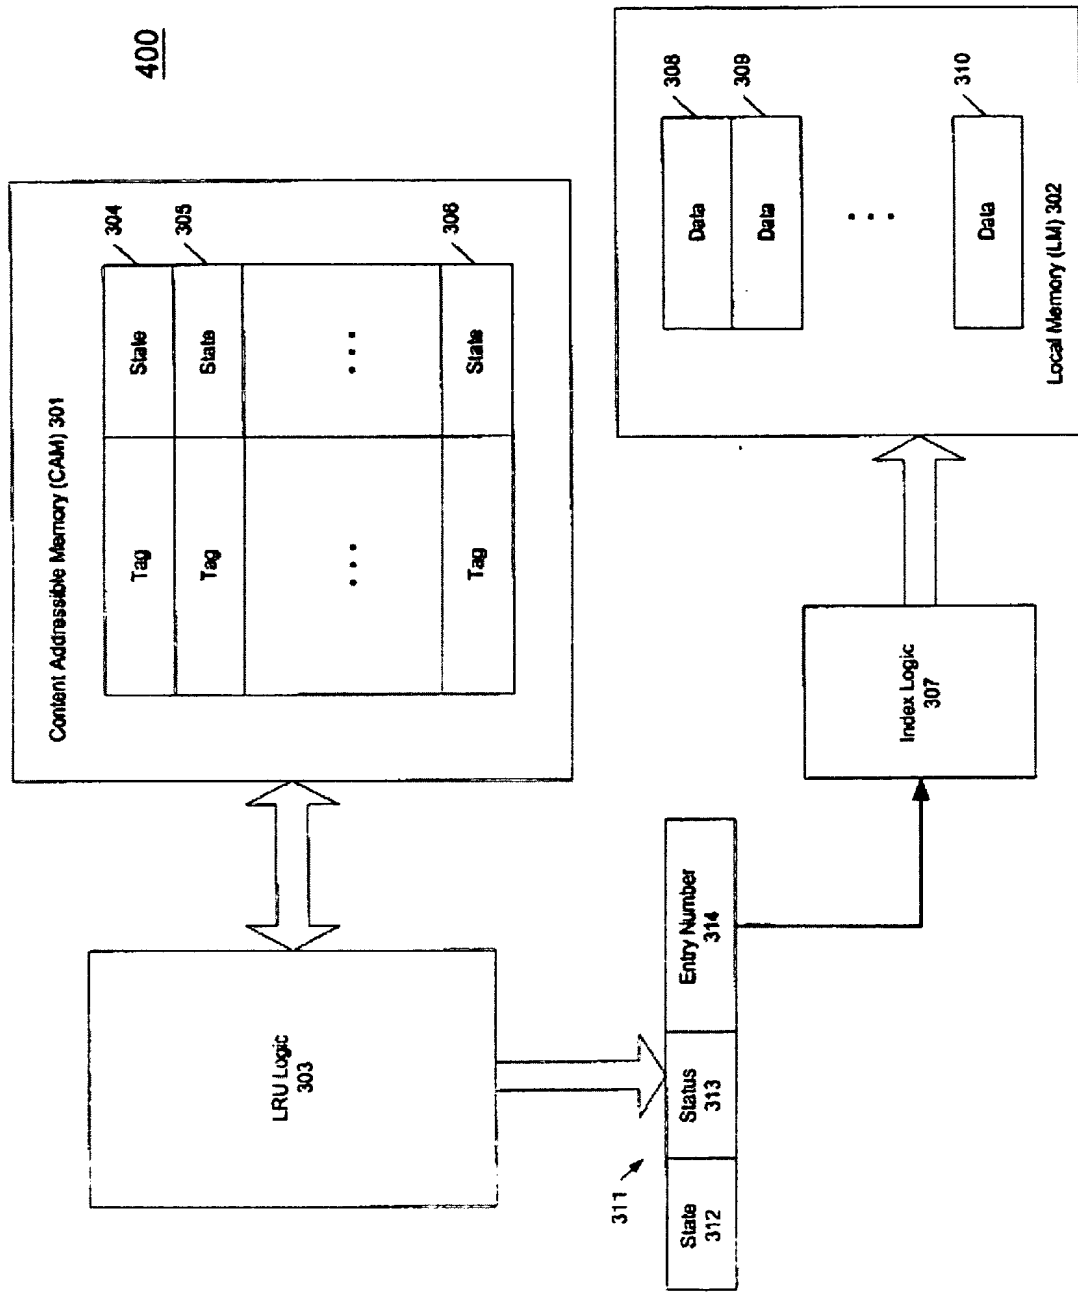 400
Content Addressible Memory (CAM) 301
Tag
State
304
Tag
State
305
. . .
. . .
Tag
State
306
LRU Logic
303
311
State
312
Status
313
Entry Number
314
Index Logic
307
Data
308
Data
309
. . .
Data
310
Local Memory (LM) 302